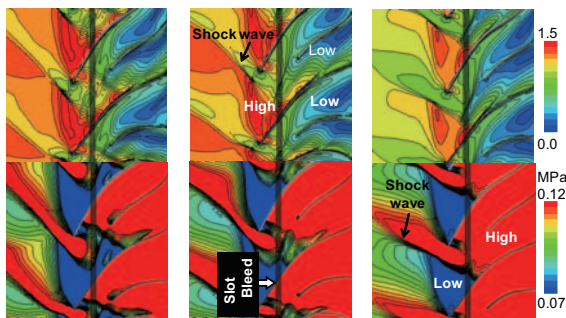 Shock wave
Low
High
Low
1.5
0.0
MPa
0.12
Shock
wave
High
Low
Slot
Bleed
0.07